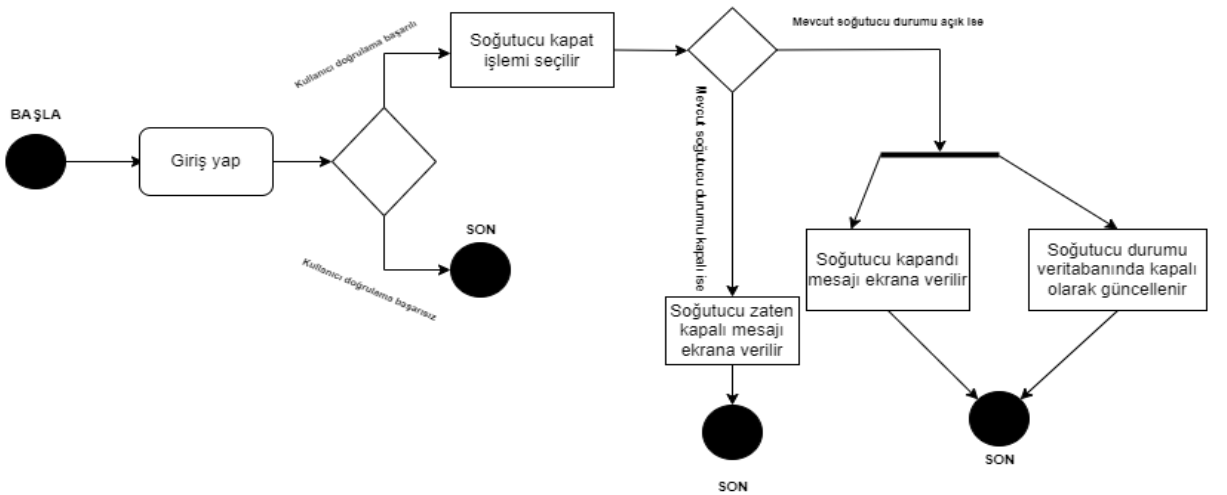 BAŞLA
Giriş yap
Kullanıcı doğrulama başarılı
Kullanıcı doğrulama başarısız
SON
Soğutucu kapat
işlemi seçilir
Mevcut soğutucu durumu açık ise
Mevcut soğutucu durumu kapalı ise
Soğutucu zaten
kapalı mesajı
ekrana verilir
SON
Soğutucu kapandı
mesajı ekrana verilir
Soğutucu durumu
veritabanında kapalı
olarak güncellenir
SON